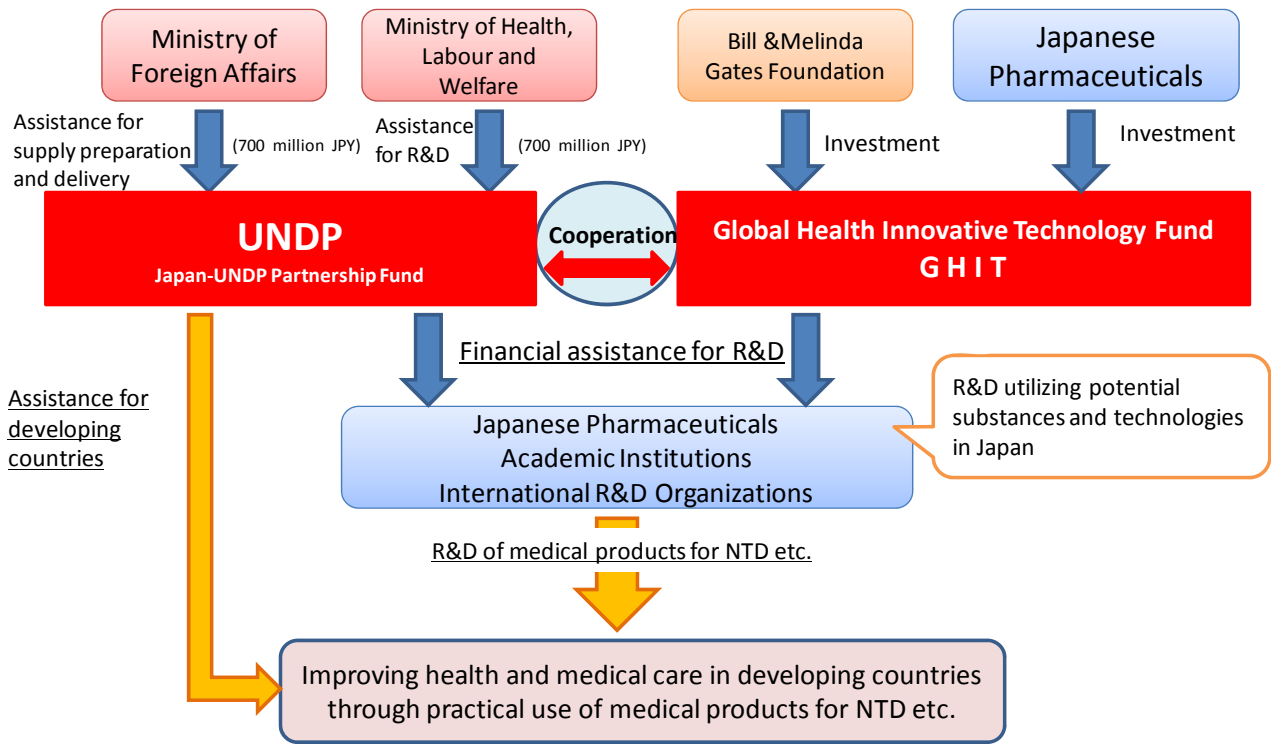 Ministry of
Foreign Affairs
Ministry of Health,
Labour and
Welfare
Bill &Melinda
Gates Foundation
Japanese
Pharmaceuticals
Assistance for
supply preparation
and delivery
(700 million JPY)
Assistance
for R&D
(700 million JPY)
Investment
Investment
UNDP
Japan-UNDP Partnership Fund
Cooperation
Global Health Innovative Technology Fund
G H I T
Financial assistance for R&D
Assistance for
developing
countries
Japanese Pharmaceuticals
Academic Institutions
International R&D Organizations
R&D utilizing potential
substances and technologies
in Japan
R&D of medical products for NTD etc.
Improving health and medical care in developing countries
through practical use of medical products for NTD etc.